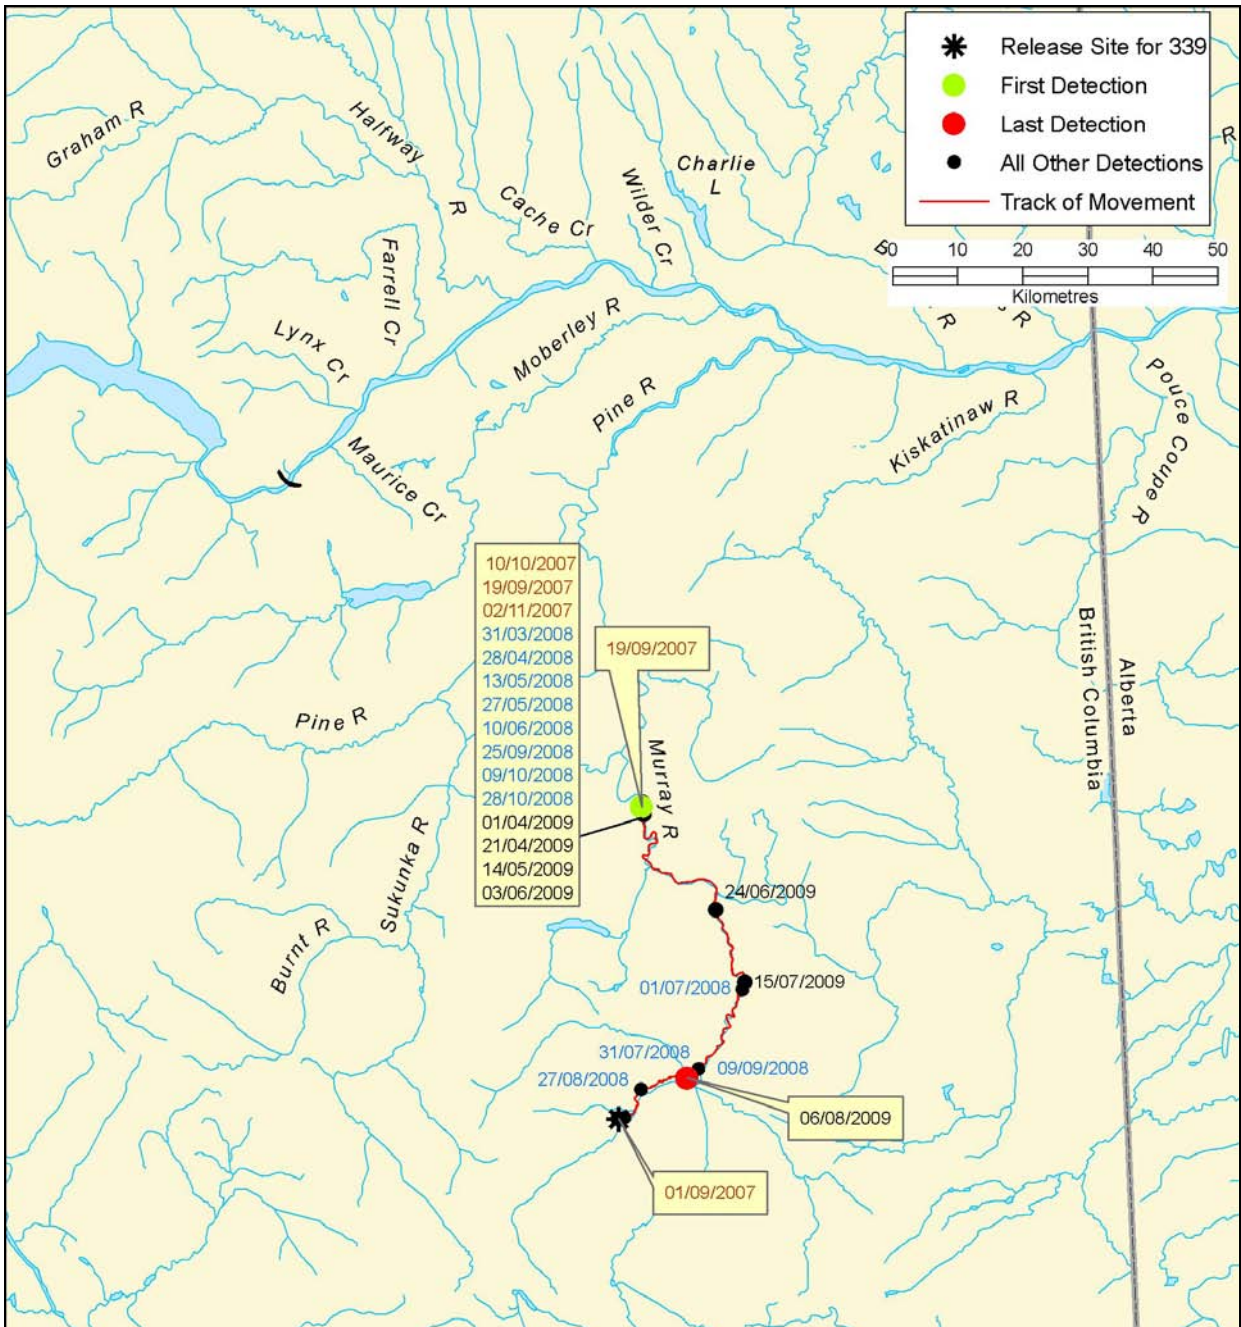 Release Site for 339
First Detection
Last Detection
All Other Detections
Track of Movement
0 10 20 30 40 50
Kilometres
Graham R
Halfway
R
Cache Cr
Wilder Cr
Charlie
L
B
R
R
R
Farrell Cr
Lynx Cr
Moberley R
Pine R
Maurice Cr
Kiskatinaw R
Pouce Coupe R
10/10/2007
19/09/2007
02/11/2007
31/03/2008
28/04/2008
13/05/2008
27/05/2008
10/06/2008
25/09/2008
09/10/2008
28/10/2008
01/04/2009
21/04/2009
14/05/2009
03/06/2009
19/09/2007
British Columbia
Alberta
Pine R
Murray R
Sukunka R
Burnt R
24/06/2009
15/07/2009
01/07/2008
31/07/2008
09/09/2008
27/08/2008
06/08/2009
01/09/2007